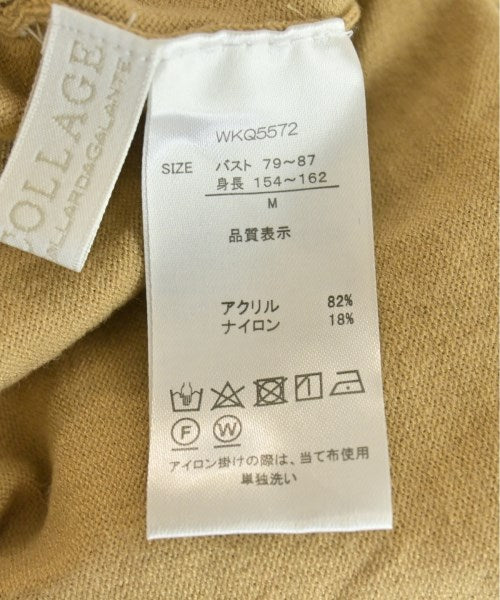 OLLAGE
ALLARDAGALANTE
WKQ5572
SIZE バスト 79～87
身長 154～162
M
品質表示
アクリル 82%
ナイロン 18%
F W
アイロン掛けの際は、当て布使用
単独洗い